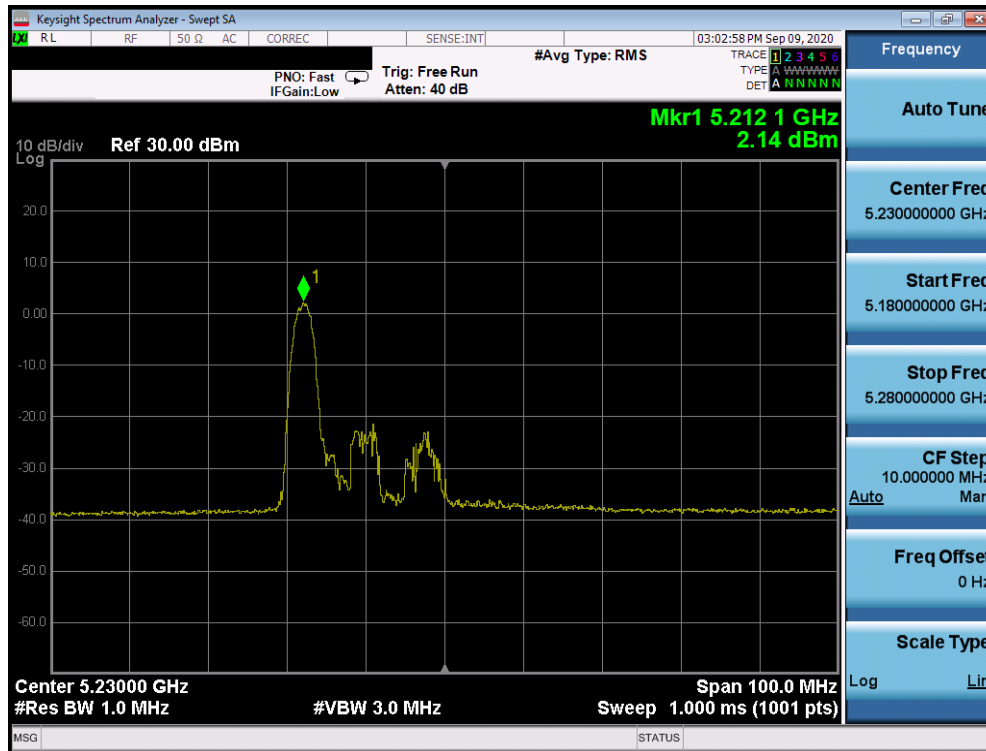 Keysight Spectrum Analyzer - Swept SA
LXI RL RF 50 Ω AC CORREC SENSE:INT 03:02:58 PM Sep 09, 2020
#Avg Type: RMS TRACE 1 2 3 4 5 6
PNO: Fast Trig: Free Run TYPE A WWWWW
IFGain:Low Atten: 40 dB DET A N N N N N
Mkr1 5.212 1 GHz
2.14 dBm
10 dB/div Ref 30.00 dBm
Log
20.0
10.0
1
0.00
-10.0
-20.0
-30.0
-40.0
-50.0
-60.0
Center 5.23000 GHz Span 100.0 MHz
#Res BW 1.0 MHz #VBW 3.0 MHz Sweep 1.000 ms (1001 pts)
MSG STATUS
Frequency
Auto Tune
Center Freq
5.230000000 GHz
Start Freq
5.180000000 GHz
Stop Freq
5.280000000 GHz
CF Step
10.000000 MHz
Auto Man
Freq Offset
0 Hz
Scale Type
Log Lin